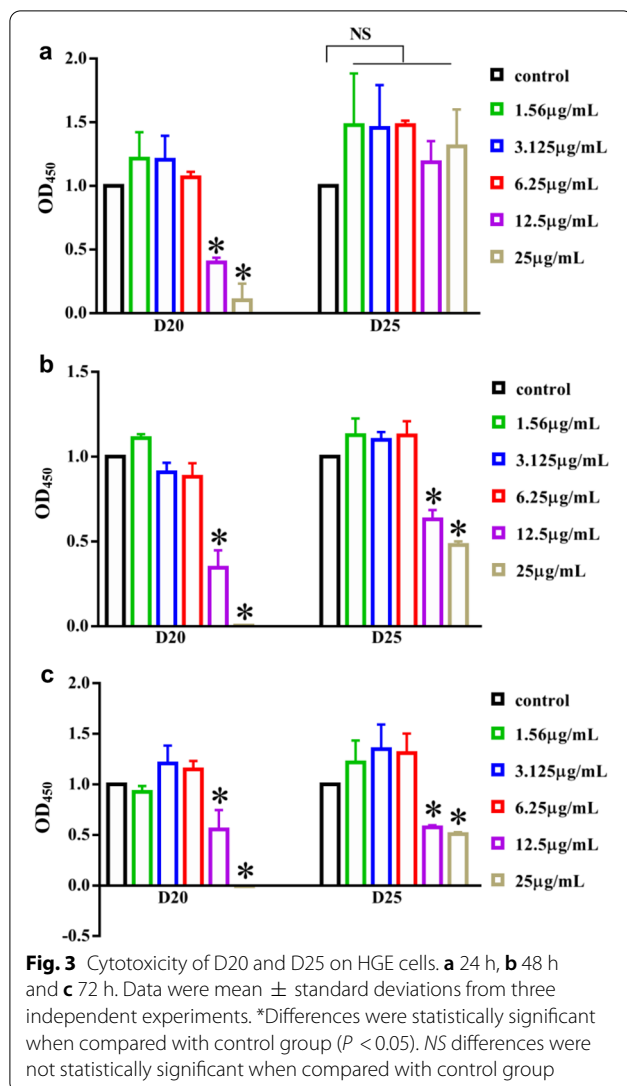 a
NS
2.0
1.5
1.0
0.5
0.0
OD450
D20
D25
*
*
control
1.56μg/mL
3.125μg/mL
6.25μg/mL
12.5μg/mL
25μg/mL
b
1.5
1.0
0.5
0.0
OD450
D20
D25
*
*
*
*
control
1.56μg/mL
3.125μg/mL
6.25μg/mL
12.5μg/mL
25μg/mL
c
2.0
1.5
1.0
0.5
0.0
-0.5
OD450
D20
D25
*
*
*
*
control
1.56μg/mL
3.125μg/mL
6.25μg/mL
12.5μg/mL
25μg/mL
Fig. 3 Cytotoxicity of D20 and D25 on HGE cells. a 24 h, b 48 h
and c 72 h. Data were mean ± standard deviations from three
independent experiments. *Differences were statistically significant
when compared with control group (P < 0.05). NS differences were
not statistically significant when compared with control group